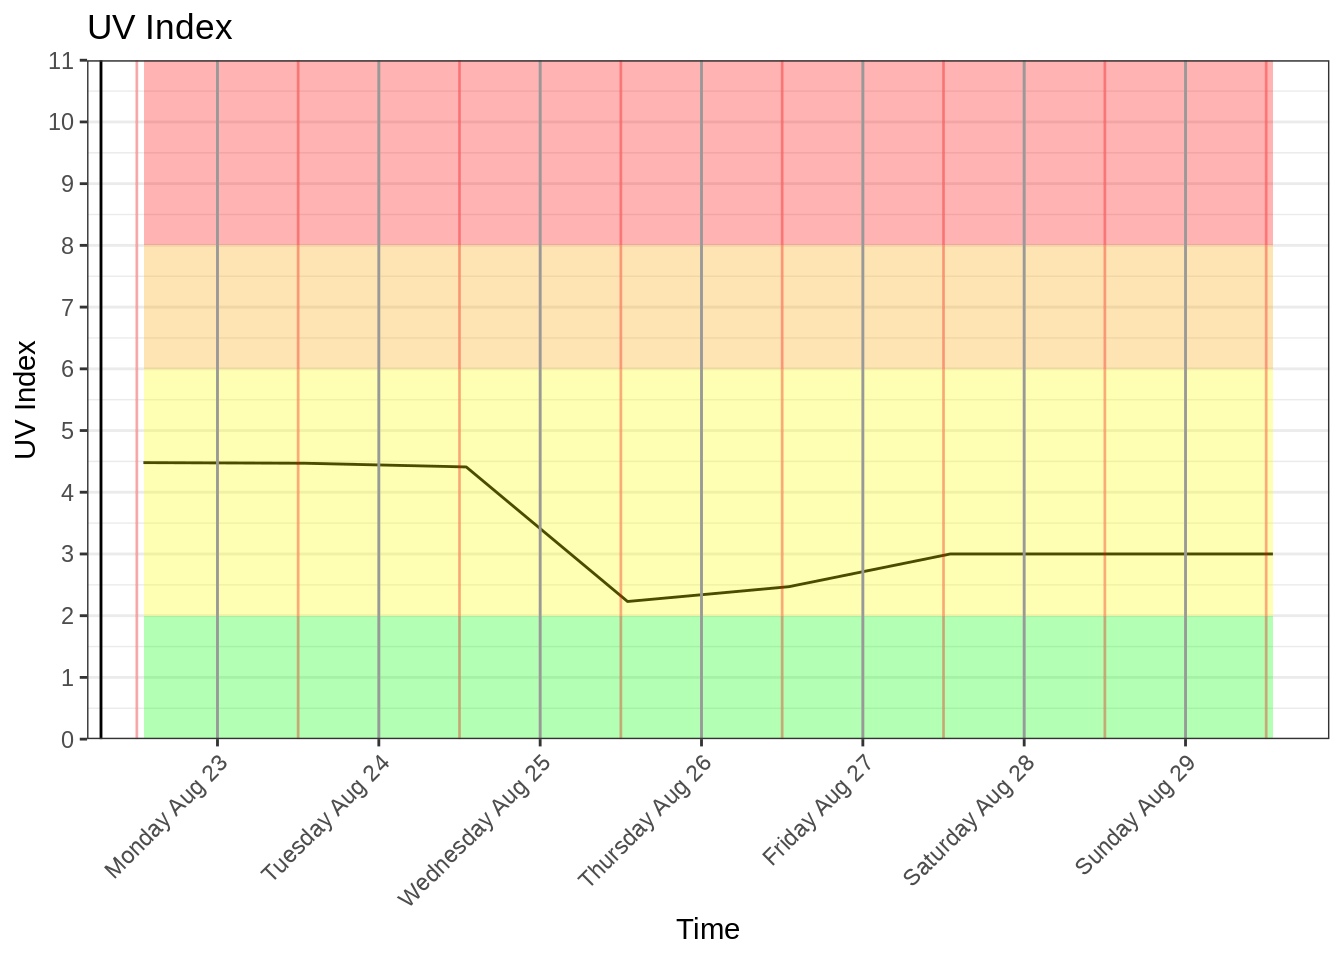 UV Index
11
10
9
8
7
6
5
4
3
2
1
0
UV Index
Monday Aug 23
Tuesday Aug 24
Wednesday Aug 25
Thursday Aug 26
Friday Aug 27
Saturday Aug 28
Sunday Aug 29
Time